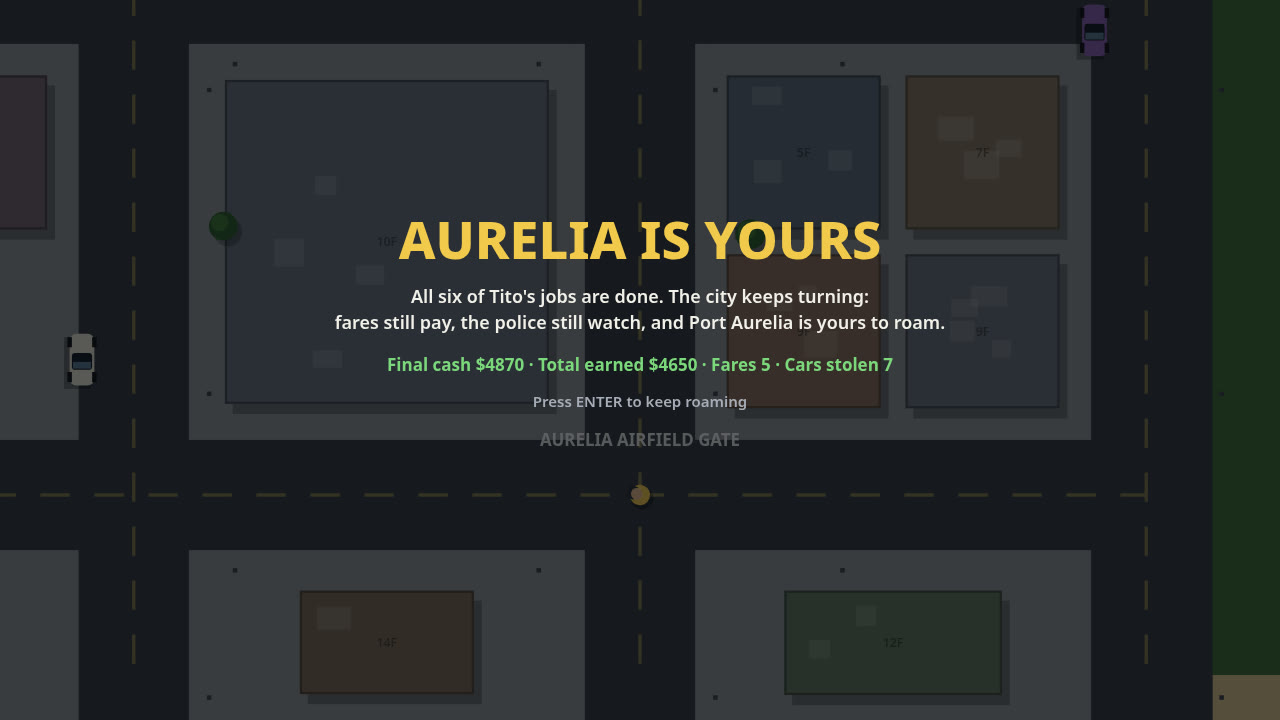 5F
7F
10F
AURELIA IS YOURS
All six of Tito's jobs are done. The city keeps turning:
fares still pay, the police still watch, and Port Aurelia is yours to roam.
Final cash $4870 · Total earned $4650 · Fares 5 · Cars stolen 7
Press ENTER to keep roaming
AURELIA AIRFIELD GATE
14F
12F